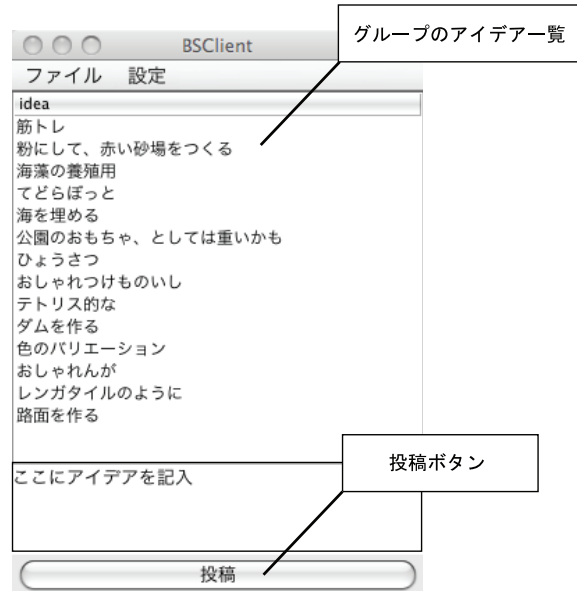 BSClient
グループのアイデア一覧
ファイル 設定
idea
筋トレ
粉にして、赤い砂場をつくる
海藻の養殖用
てどらぽっと
海を埋める
公園のおもちゃ、としては重いかも
ひょうさつ
おしゃれつけものいし
テトリス的な
ダムを作る
色のバリエーション
おしゃれんが
レンガタイルのように
路面を作る
ここにアイデアを記入
投稿ボタン
投稿